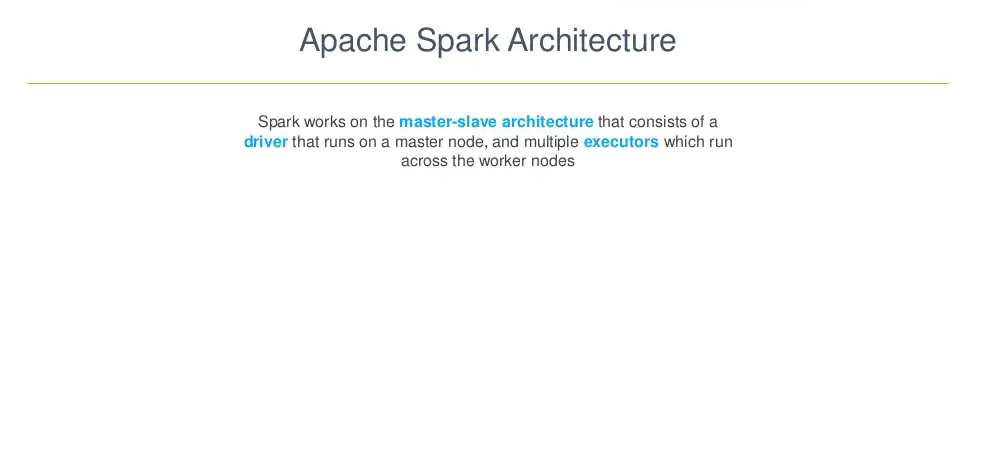 Apache Spark Architecture
Spark works on the master-slave architecture that consists of a
driver that runs on a master node, and multiple executors which run
across the worker nodes